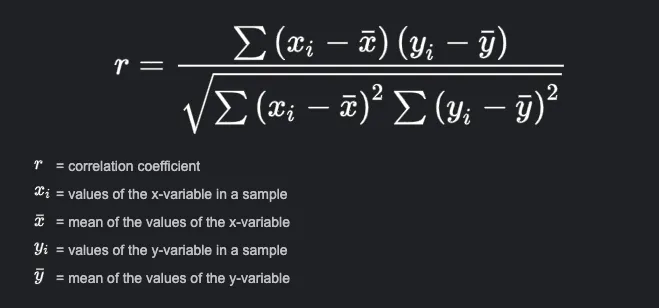 r = ∑ (xᵢ − x̄) (yᵢ − ȳ) / √(∑ (xᵢ − x̄)² ∑ (yᵢ − ȳ)²)
r = correlation coefficient
xᵢ = values of the x-variable in a sample
x̄ = mean of the values of the x-variable
yᵢ = values of the y-variable in a sample
ȳ = mean of the values of the y-variable